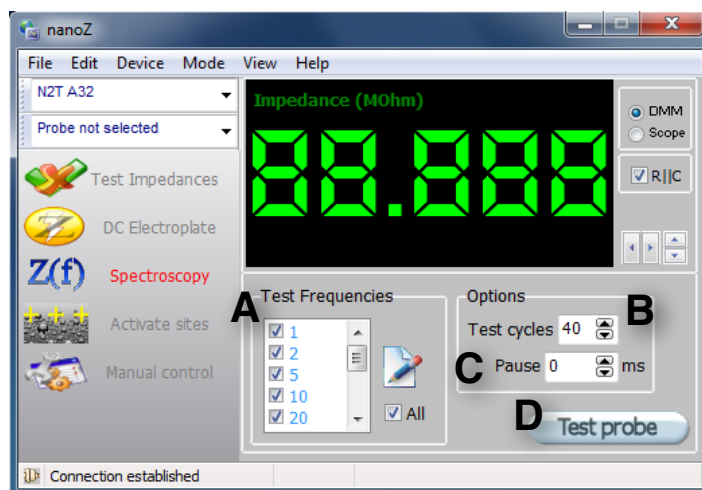 nanoZ
File Edit Device Mode View Help
N2T A32
Probe not selected
Impedance (MOhm)
88.888
DMM
Scope
R||C
Test Impedances
DC Electroplate
Z(f) Spectroscopy
Activate sites
Manual control
A Test Frequencies
1
2
5
10
20
All
Options
Test cycles 40 B
C Pause 0 ms
D Test probe
Connection established